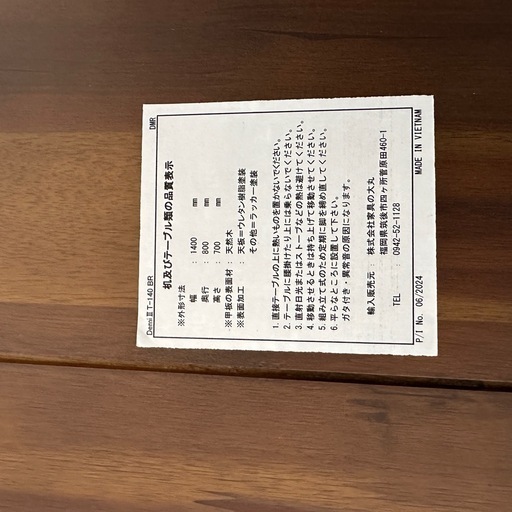 DemiⅡT-140 BR
DMR
机及びテーブル類の品質表示
※外形寸法 :
幅 : 1400 ㎜
奥行 : 800 ㎜
高さ : 700 ㎜
※甲板の表面材 : 天然木
※表面加工 : 天板=ウレタン樹脂塗装
その他=ラッカー塗装
1. 直接テーブルの上に熱いものを置かないでください。
2. テーブルに腰掛けたり上には乗らないでください。
3. 直射日光またはストーブなどの熱は避けてください。
4. 移動させるときは持ち上げて移動させてください。
5. 組み立て式のため定期に脚を締め直してください。
6. 平らなところに設置して下さい。
ガタ付き・異常音の原因になります。
輸入販売元 : 株式会社家具の大丸
福岡県筑後市四ヶ所菅原田460-1
TEL : 0942-52-1128
P/I No. 06/2024
MADE IN VIETNAM